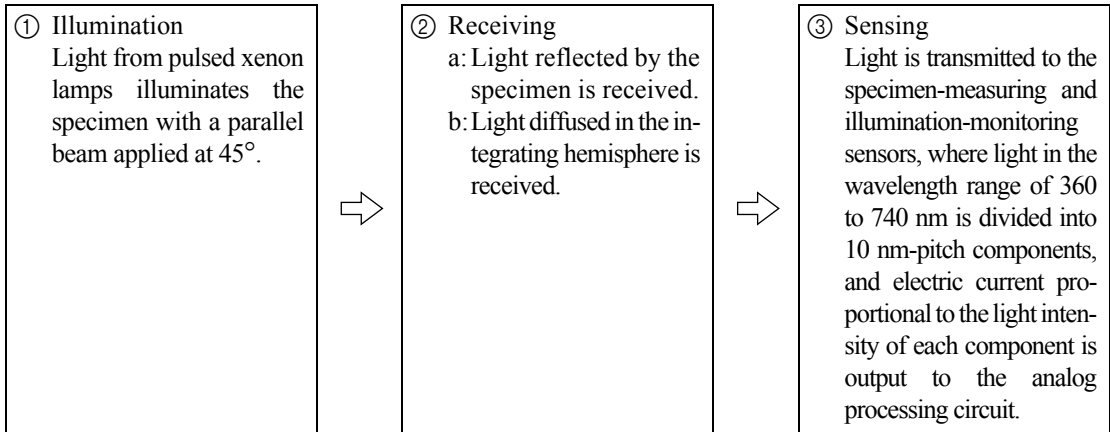 ① Illumination
Light from pulsed xenon
lamps illuminates the
specimen with a parallel
beam applied at 45°.
② Receiving
a: Light reflected by the
specimen is received.
b: Light diffused in the in-
tegrating hemisphere is
received.
③ Sensing
Light is transmitted to the
specimen-measuring and
illumination-monitoring
sensors, where light in the
wavelength range of 360
to 740 nm is divided into
10 nm-pitch components,
and electric current pro-
portional to the light inten-
sity of each component is
output to the analog
processing circuit.